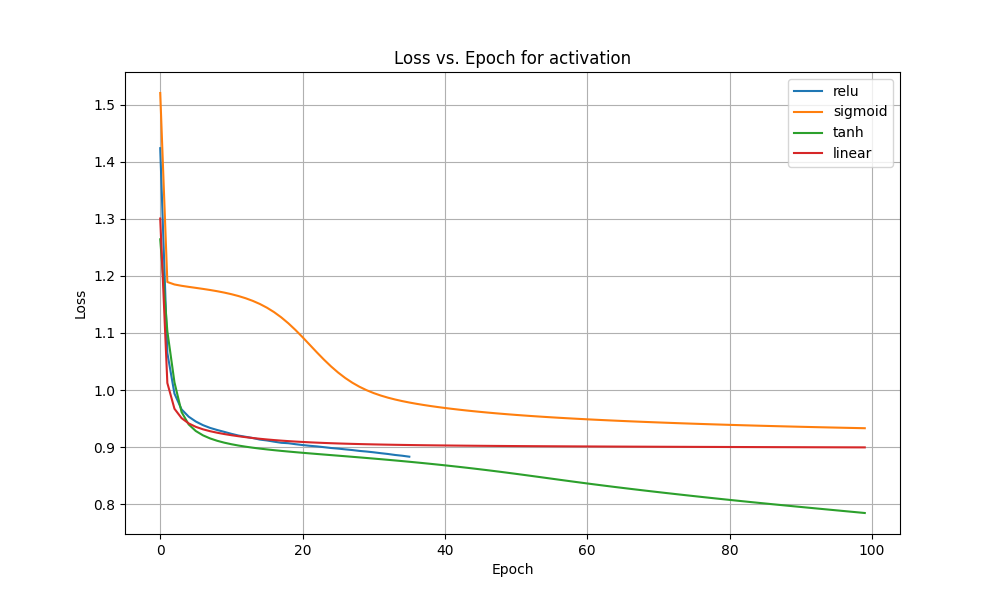 Loss vs. Epoch for activation
relu
sigmoid
tanh
linear
Loss
1.5
1.4
1.3
1.2
1.1
1.0
0.9
0.8
0 20 40 60 80 100
Epoch